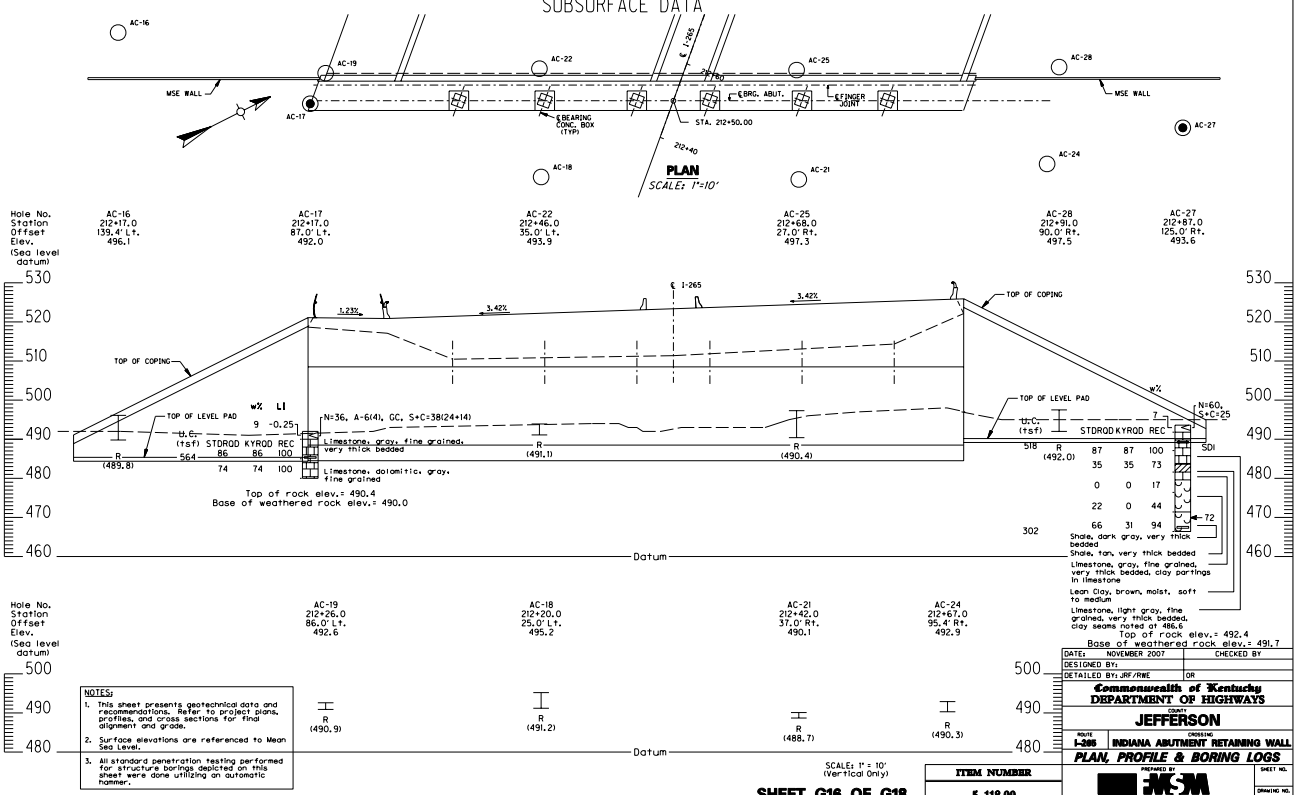 SUBSURFACE DATA
AC-16
AC-19
AC-22
℄ I-265
212+60
AC-25
AC-28
MSE WALL
AC-17
℄ BEARING
CONC. BOX
(TYP)
℄ BRG. ABUT.
℄ FINGER
JOINT
STA. 212+50.00
MSE WALL
AC-27
212+40
AC-18
AC-21
AC-24
PLAN
SCALE: 1"=10'
Hole No. AC-16 AC-17 AC-22 AC-25 AC-28 AC-27
Station 212+17.0 212+17.0 212+46.0 212+68.0 212+91.0 212+87.0
Offset 139.4' Lt. 87.0' Lt. 35.0' Lt. 27.0' Rt. 90.0' Rt. 125.0' Rt.
Elev. 496.1 492.0 493.9 497.3 497.5 493.6
(Sea level
datum)
530 530
520 520
510 510
500 500
490 490
480 480
470 470
460 460
℄ I-265
1.23%
3.42%
3.42%
TOP OF COPING
TOP OF COPING
TOP OF LEVEL PAD
TOP OF LEVEL PAD
w% LI
9 -0.25
N=36, A-6(4), GC, S+C=38(24+14)
U.C.
(tsf) STDRQD KYRQD REC
564 86 86 100
74 74 100
Limestone, gray, fine grained,
very thick bedded
Limestone, dolomitic, gray,
fine grained
Top of rock elev.= 490.4
Base of weathered rock elev.= 490.0
R
(489.8)
R
(491.1)
R
(490.4)
R
(492.0)
w%
7
N=60,
S+C=25
U.C.
(tsf) STDRQD KYRQD REC
518 87 87 100
35 35 73
0 0 17
22 0 44
302 66 31 94
SDI
72
Shale, dark gray, very thick
bedded
Shale, tan, very thick bedded
Limestone, gray, fine grained,
very thick bedded, clay partings
in limestone
Lean Clay, brown, moist, soft
to medium
Limestone, light gray, fine
grained, very thick bedded,
clay seams noted at 486.6
Top of rock elev.= 492.4
Base of weathered rock elev.= 491.7
Datum
Hole No. AC-19 AC-18 AC-21 AC-24
Station 212+26.0 212+20.0 212+42.0 212+67.0
Offset 86.0' Lt. 25.0' Lt. 37.0' Rt. 95.4' Rt.
Elev. 492.6 495.2 490.1 492.9
(Sea level
datum)
500 500
490 490
480 480
R
(490.9)
R
(491.2)
R
(488.7)
R
(490.3)
Datum
NOTES:
1. This sheet presents geotechnical data and
recommendations. Refer to project plans,
profiles, and cross sections for final
alignment and grade.
2. Surface elevations are referenced to Mean
Sea Level.
3. All standard penetration testing performed
for structure borings depicted on this
sheet were done utilizing an automatic
hammer.
SCALE: 1" = 10'
(Vertical Only)
SHEET G16 OF G18
ITEM NUMBER
5-118.00
DATE: NOVEMBER 2007 CHECKED BY
DESIGNED BY:
DETAILED BY: JRF/RWE OR
Commonwealth of Kentucky
DEPARTMENT OF HIGHWAYS
COUNTY
JEFFERSON
ROUTE CROSSING
I-265 INDIANA ABUTMENT RETAINING WALL
PLAN, PROFILE & BORING LOGS
PREPARED BY
FMSM
SHEET NO.
DRAWING NO.